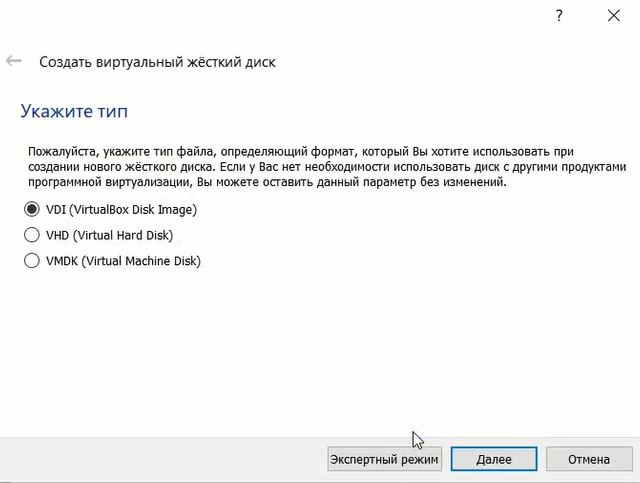 ?
Создать виртуальный жёсткий диск
Укажите тип
Пожалуйста, укажите тип файла, определяющий формат, который Вы хотите использовать при
создании нового жёсткого диска. Если у Вас нет необходимости использовать диск с другими продуктами
программной виртуализации, Вы можете оставить данный параметр без изменений.
VDI (VirtualBox Disk Image)
VHD (Virtual Hard Disk)
VMDK (Virtual Machine Disk)
Экспертный режим Далее Отмена